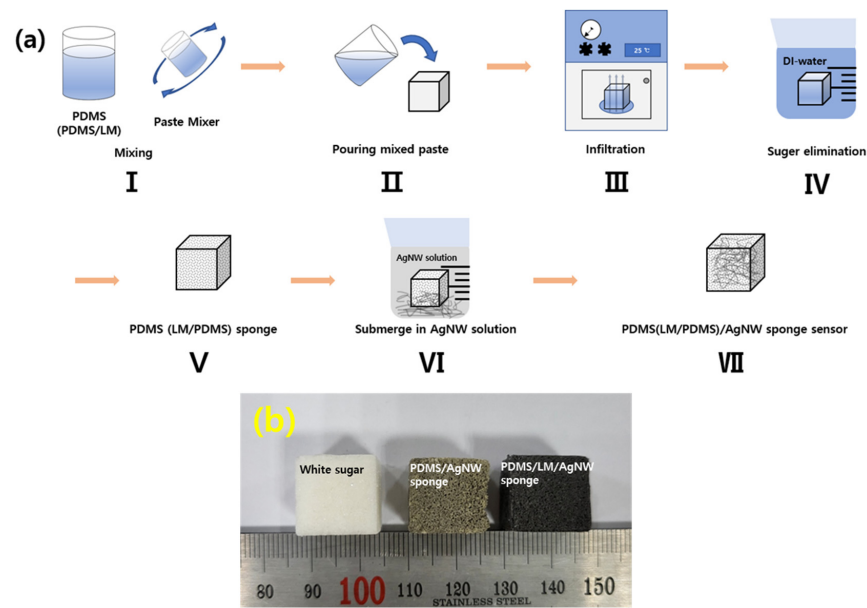 (a)
PDMS
(PDMS/LM)
Paste Mixer
Mixing
I
Pouring mixed paste
II
25 ℃
Infiltration
III
DI-water
Suger elimination
IV
PDMS (LM/PDMS) sponge
V
AgNW solution
Submerge in AgNW solution
VI
PDMS(LM/PDMS)/AgNW sponge sensor
VII
(b)
White sugar
PDMS/AgNW
sponge
PDMS/LM/AgNW
sponge
80 90 100 110 120 130 140 150
STAINLESS STEEL